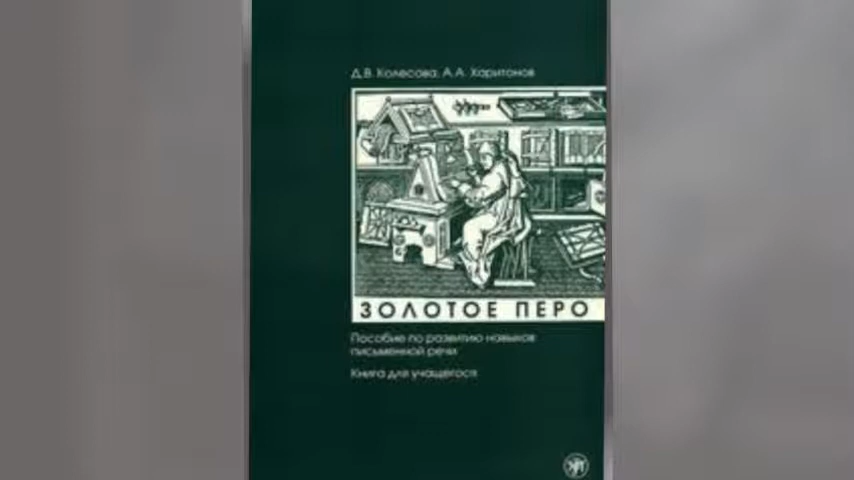 Д.В. Колесова, А.А. Харитонов
ЗОЛОТОЕ ПЕРО
Пособие по развитию навыков
письменной речи
Книга для учащегося